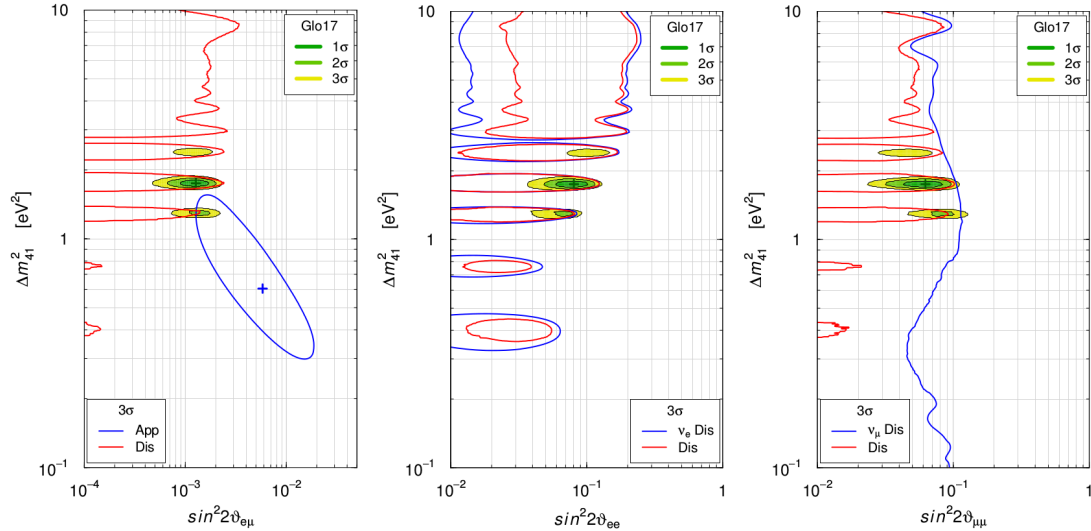 Glo17
1σ
2σ
3σ
3σ
App
Dis
10
1
10⁻¹
Δm²₄₁ [eV²]
10⁻⁴
10⁻³
10⁻²
sin²2ϑₑμ
Glo17
1σ
2σ
3σ
3σ
νₑ Dis
Dis
10
1
10⁻¹
Δm²₄₁ [eV²]
10⁻²
10⁻¹
1
sin²2ϑₑₑ
Glo17
1σ
2σ
3σ
3σ
νμ Dis
Dis
10
1
10⁻¹
Δm²₄₁ [eV²]
10⁻²
10⁻¹
1
sin²2ϑμμ